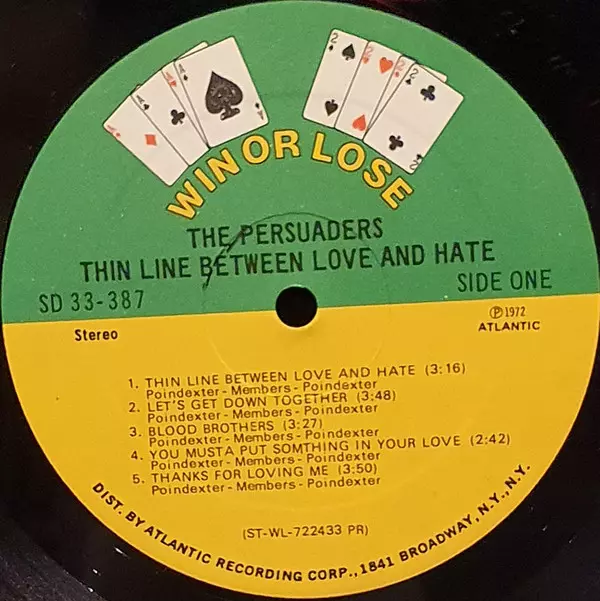 WIN OR LOSE
THE PERSUADERS
THIN LINE BETWEEN LOVE AND HATE
SD 33-387
SIDE ONE
Stereo
Ⓟ 1972
ATLANTIC
1. THIN LINE BETWEEN LOVE AND HATE (3:16)
Poindexter - Members - Poindexter
2. LET'S GET DOWN TOGETHER (3:48)
Poindexter - Members - Poindexter
3. BLOOD BROTHERS (3:27)
Poindexter - Members - Poindexter
4. YOU MUSTA PUT SOMTHING IN YOUR LOVE (2:42)
Poindexter - Members - Poindexter
5. THANKS FOR LOVING ME (3:50)
Poindexter - Members - Poindexter
(ST-WL-722433 PR)
DIST. BY ATLANTIC RECORDING CORP., 1841 BROADWAY, N.Y., N.Y.